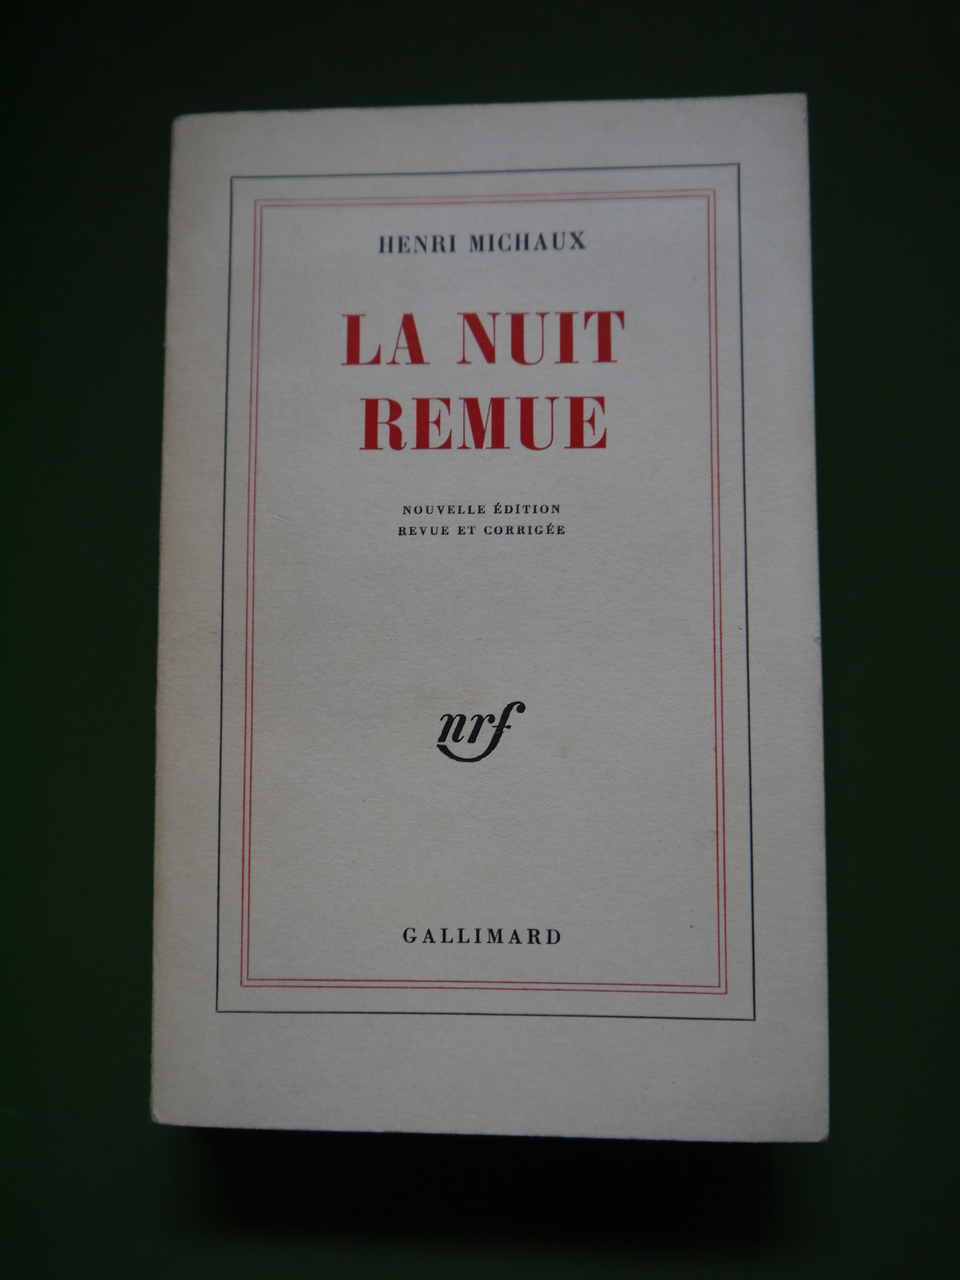 HENRI MICHAUX
LA NUIT
REMUE
NOUVELLE ÉDITION
REVUE ET CORRIGÉE
nrf
GALLIMARD